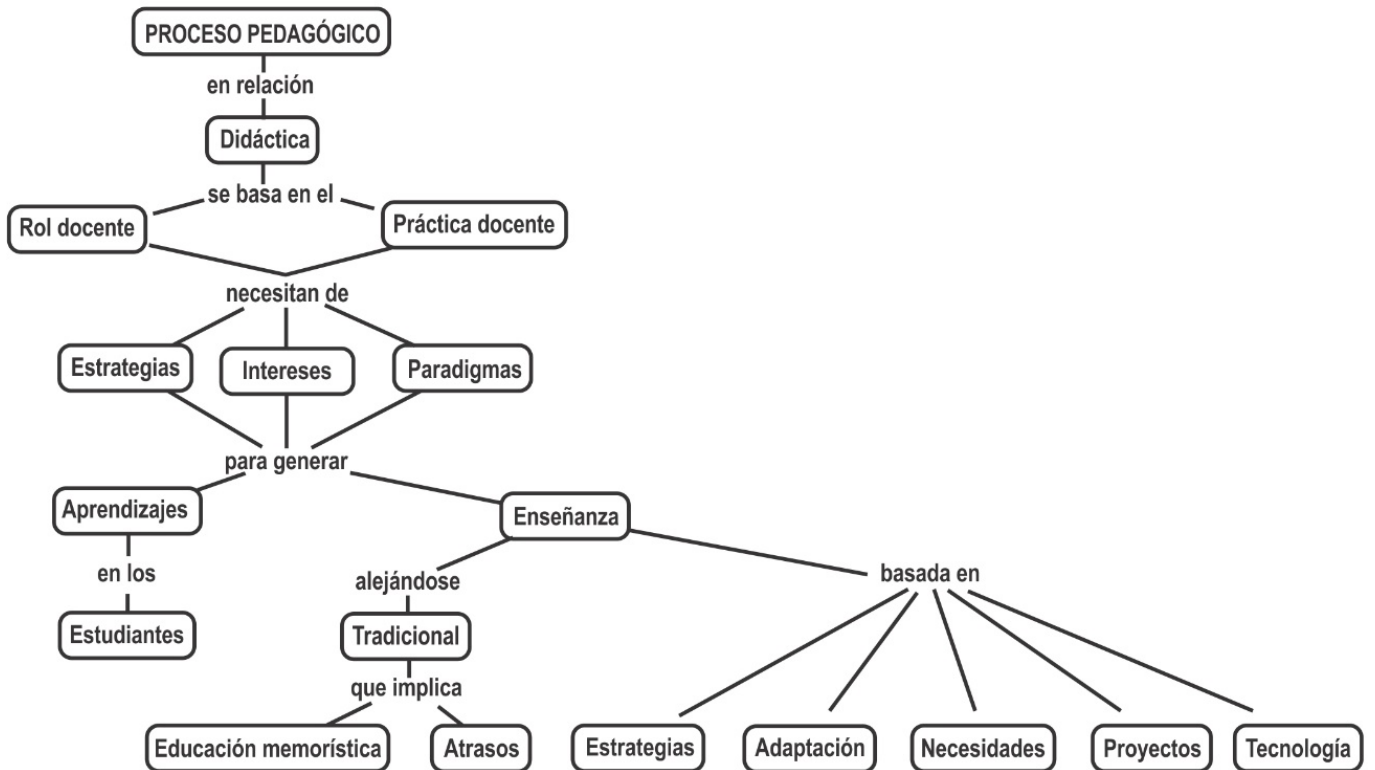 PROCESO PEDAGÓGICO
en relación
Didáctica
se basa en el
Rol docente
Práctica docente
necesitan de
Estrategias
Intereses
Paradigmas
para generar
Aprendizajes
Enseñanza
en los
alejándose
basada en
Estudiantes
Tradicional
que implica
Educación memorística
Atrasos
Estrategias
Adaptación
Necesidades
Proyectos
Tecnología